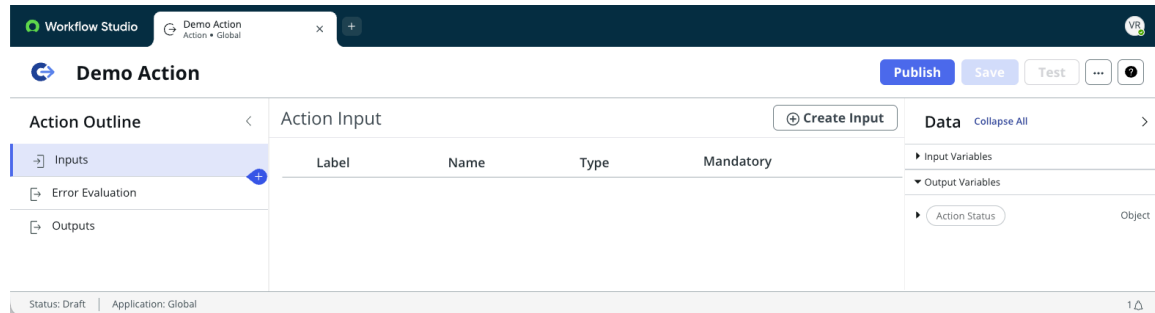 Workflow Studio
Demo Action
Action • Global
VR
Demo Action
Publish Save Test ... ?
Action Outline
Inputs
Error Evaluation
Outputs
Action Input
Create Input
Label Name Type Mandatory
Data Collapse All
Input Variables
Output Variables
Action Status Object
Status: Draft | Application: Global
1